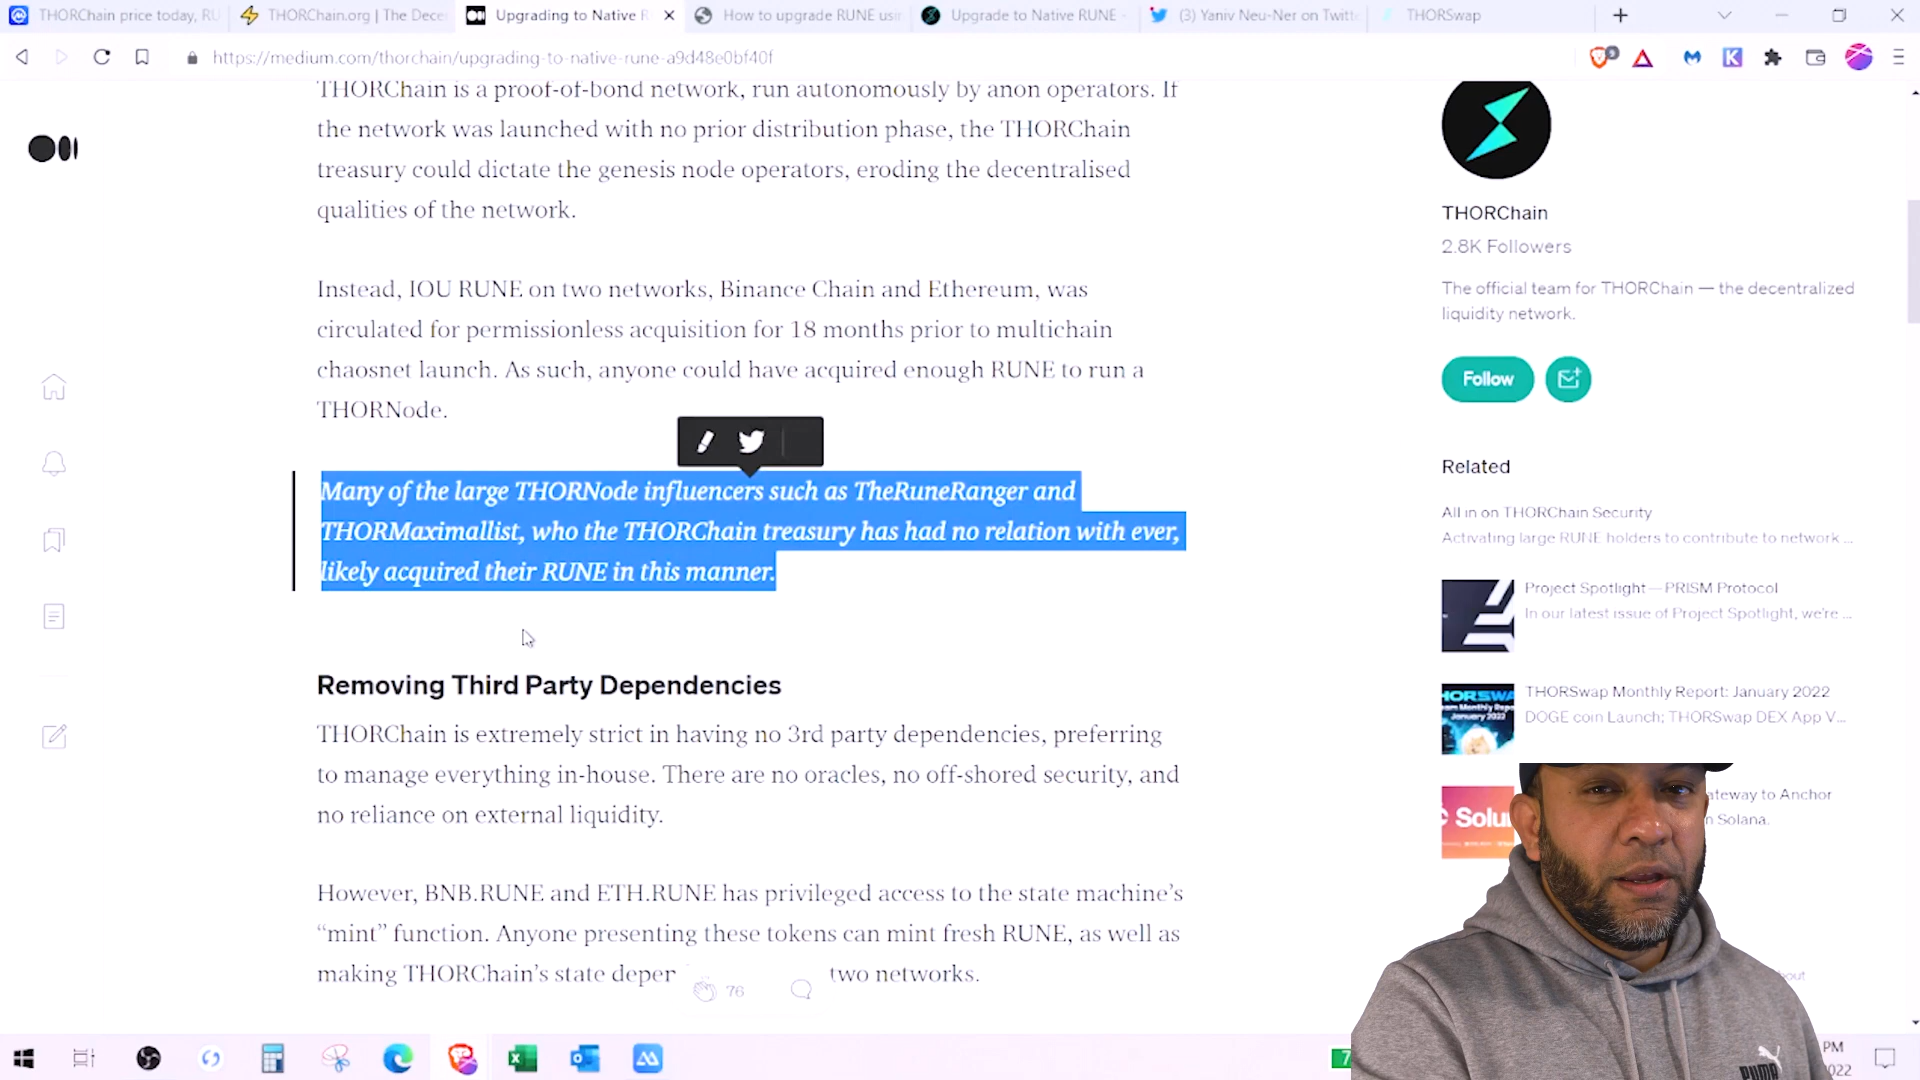 THORChain price today, RU
THORChain.org | The Dece
Upgrading to Native R
How to upgrade RUNE usi
Upgrade to Native RUNE -
(3) Yaniv Neu-Ner on Twitte
THORSwap
https://medium.com/thorchain/upgrading-to-native-rune-a9d48e0bf40f
THORChain is a proof-of-bond network, run autonomously by anon operators. If
the network was launched with no prior distribution phase, the THORChain
treasury could dictate the genesis node operators, eroding the decentralised
qualities of the network.
Instead, IOU RUNE on two networks, Binance Chain and Ethereum, was
circulated for permissionless acquisition for 18 months prior to multichain
chaosnet launch. As such, anyone could have acquired enough RUNE to run a
THORNode.
Many of the large THORNode influencers such as TheRuneRanger and
THORMaximallist, who the THORChain treasury has had no relation with ever,
likely acquired their RUNE in this manner.
Removing Third Party Dependencies
THORChain is extremely strict in having no 3rd party dependencies, preferring
to manage everything in-house. There are no oracles, no off-shored security, and
no reliance on external liquidity.
However, BNB.RUNE and ETH.RUNE has privileged access to the state machine's
“mint” function. Anyone presenting these tokens can mint fresh RUNE, as well as
making THORChain's state deper two networks.
76
THORChain
2.8K Followers
The official team for THORChain — the decentralized
liquidity network.
Follow
Related
All in on THORChain Security
Activating large RUNE holders to contribute to network ...
Project Spotlight — PRISM Protocol
In our latest issue of Project Spotlight, we're ...
THORSwap Monthly Report: January 2022
DOGE coin Launch; THORSwap DEX App V...
ateway to Anchor
n Solana.
Solu
bout
PUMA
7
PM
2022